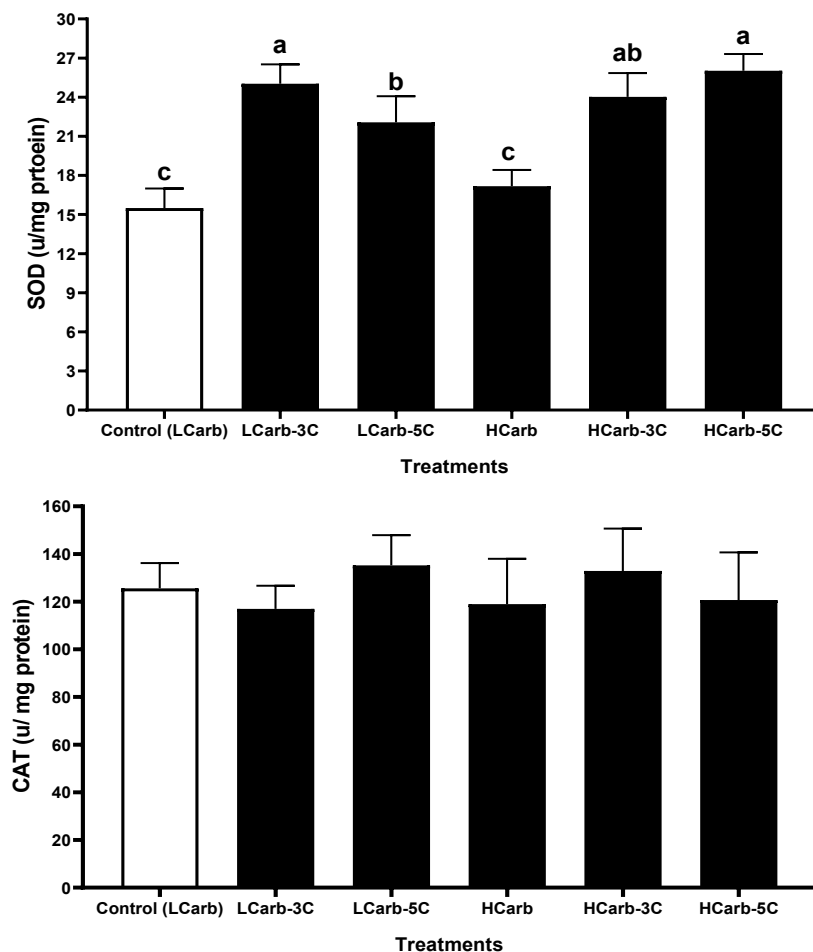 30
27
24
21
18
15
12
9
6
3
0
SOD (u/mg prtoein)
c
a
b
c
ab
a
Control (LCarb) LCarb-3C LCarb-5C HCarb HCarb-3C HCarb-5C
Treatments
160
140
120
100
80
60
40
20
0
CAT (u/ mg protein)
Control (LCarb) LCarb-3C LCarb-5C HCarb HCarb-3C HCarb-5C
Treatments